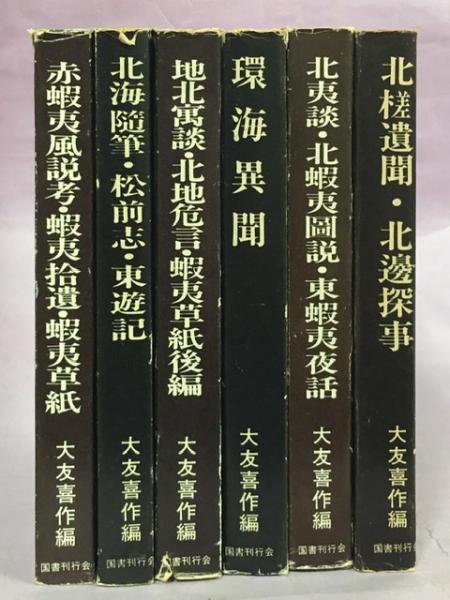 赤蝦夷風説考・蝦夷拾遺・蝦夷草紙
大友喜作編
国書刊行会
北海随筆・松前志・東遊記
大友喜作編
国書刊行会
地北寓談・北地危言・蝦夷草紙後編
大友喜作編
国書刊行会
環海異聞
大友喜作編
国書刊行会
北夷談・北蝦夷圖説・東蝦夷夜話
大友喜作編
国書刊行会
北槎遺聞・北邊探事
大友喜作編
国書刊行会